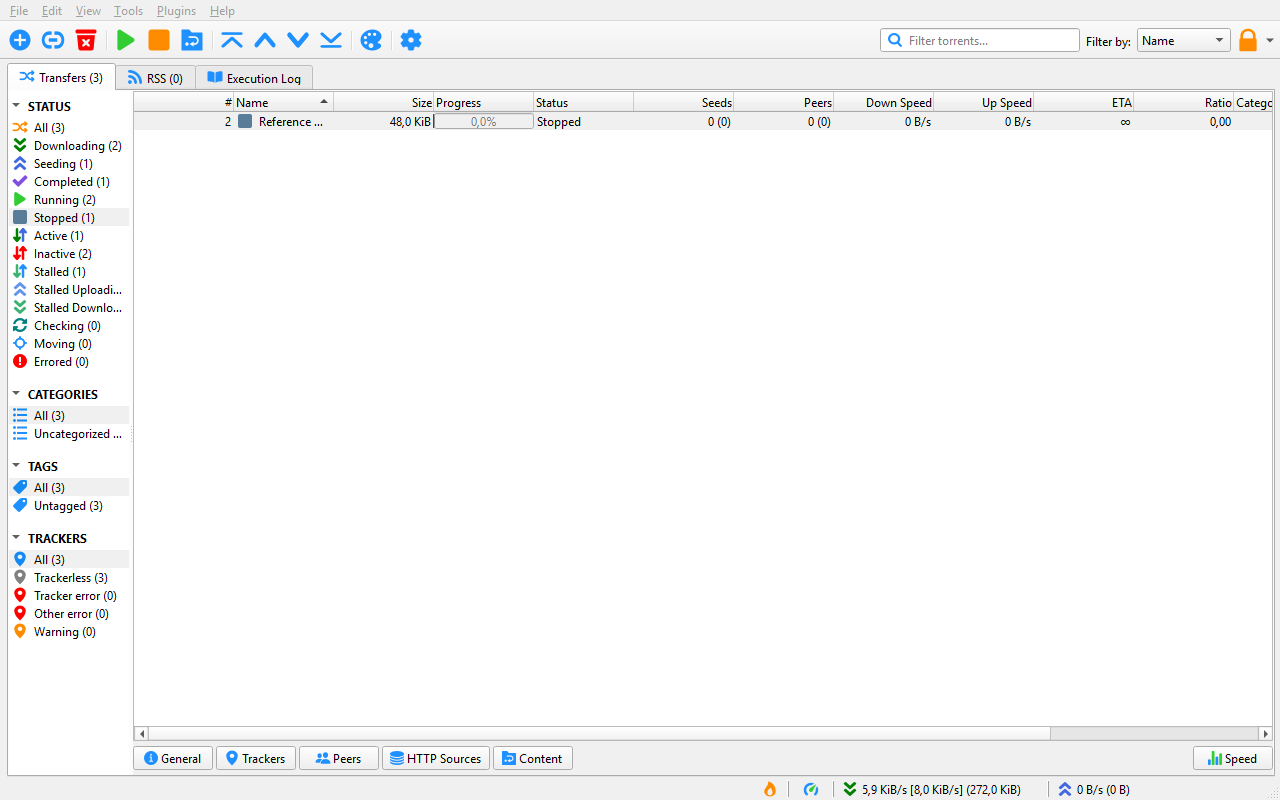 File Edit View Tools Plugins Help
Filter torrents...
Filter by:
Name
Transfers (3)
RSS (0)
Execution Log
STATUS
All (3)
Downloading (2)
Seeding (1)
Completed (1)
Running (2)
Stopped (1)
Active (1)
Inactive (2)
Stalled (1)
Stalled Uploadi...
Stalled Downlo...
Checking (0)
Moving (0)
Errored (0)
CATEGORIES
All (3)
Uncategorized ...
TAGS
All (3)
Untagged (3)
TRACKERS
All (3)
Trackerless (3)
Tracker error (0)
Other error (0)
Warning (0)
# Name Size Progress Status Seeds Peers Down Speed Up Speed ETA Ratio Catego
2 Reference ... 48,0 KiB 0,0% Stopped 0 (0) 0 (0) 0 B/s 0 B/s ∞ 0,00
General
Trackers
Peers
HTTP Sources
Content
Speed
5,9 KiB/s [8,0 KiB/s] (272,0 KiB)
0 B/s (0 B)